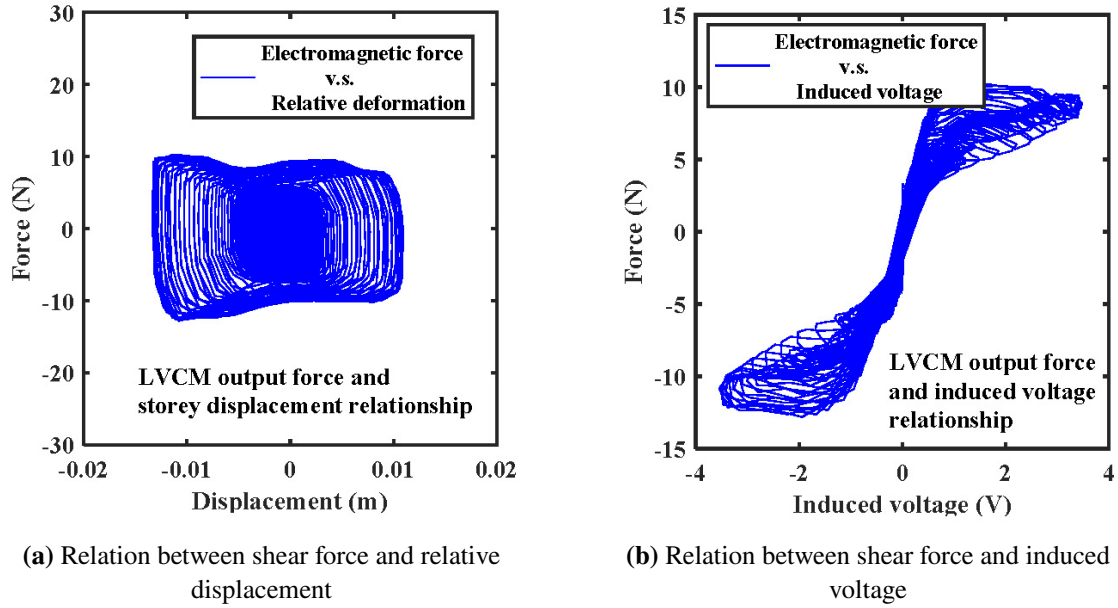 30
20
10
0
-10
-20
-30
Force (N)
Electromagnetic force
v.s.
Relative deformation
LVCM output force and
storey displacement relationship
-0.02
-0.01
0
0.01
0.02
Displacement (m)
(a) Relation between shear force and relative
displacement
15
10
5
0
-5
-10
-15
Force (N)
Electromagnetic force
v.s.
Induced voltage
LVCM output force
and induced voltage
relationship
-4
-2
0
2
4
Induced voltage (V)
(b) Relation between shear force and induced
voltage